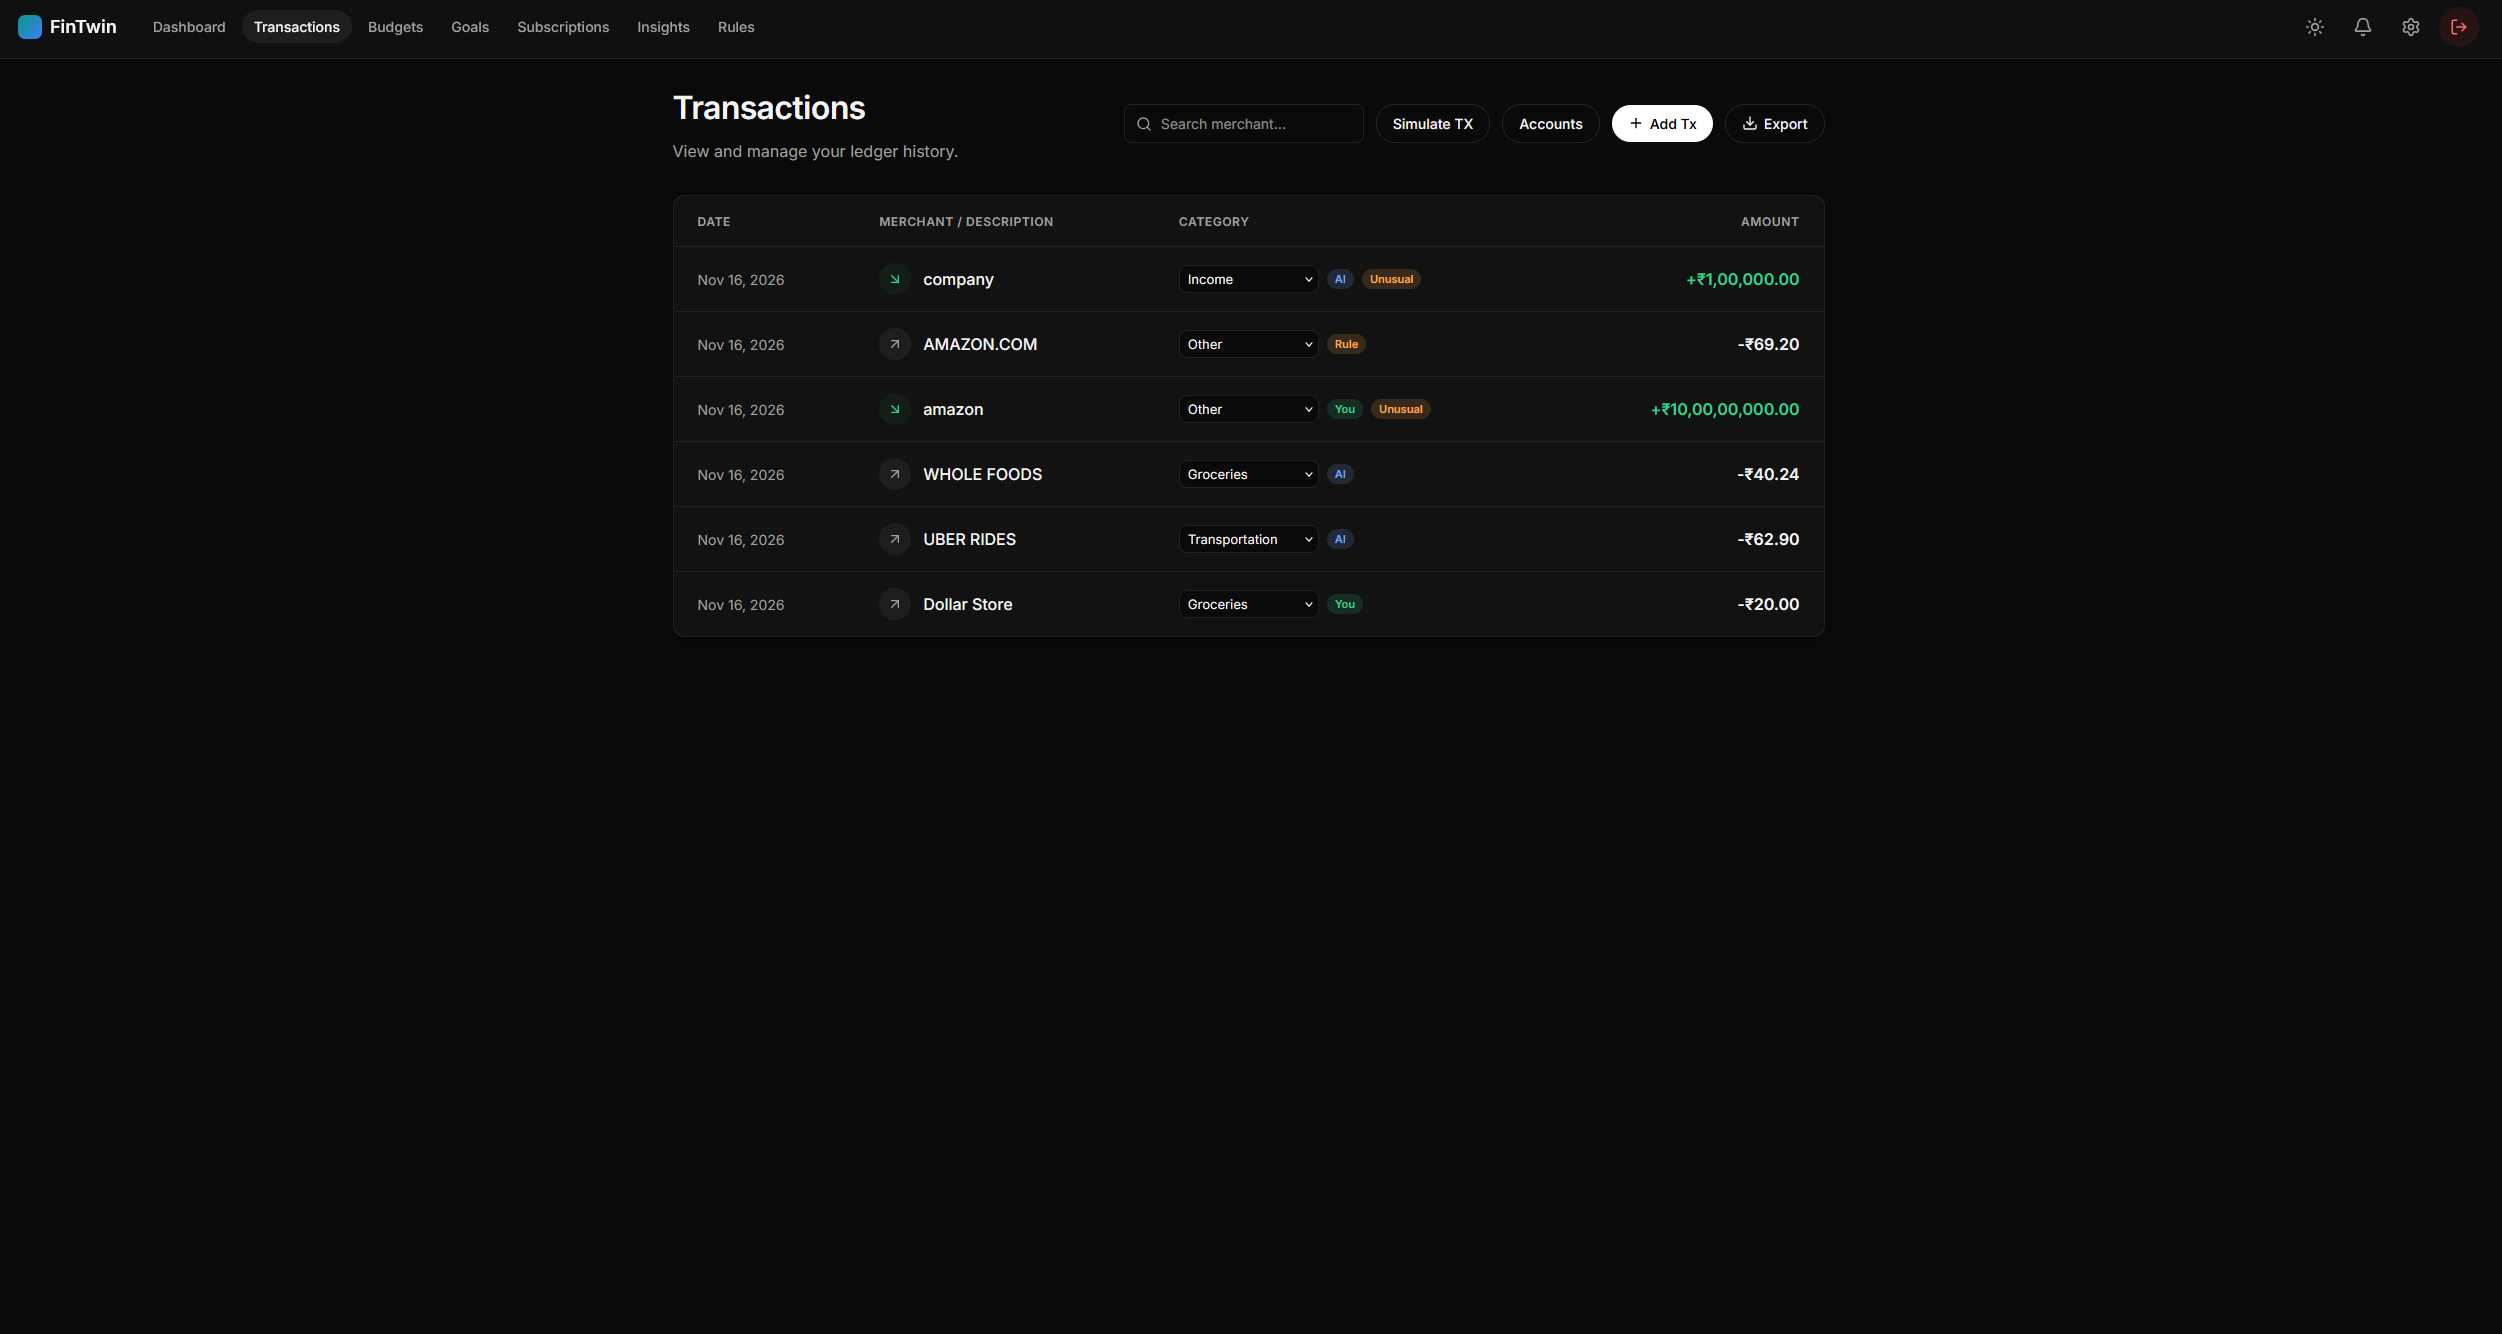 FinTwin Dashboard Transactions Budgets Goals Subscriptions Insights Rules
Transactions
View and manage your ledger history.
Search merchant... Simulate TX Accounts + Add Tx Export
DATE MERCHANT / DESCRIPTION CATEGORY AMOUNT
Nov 16, 2026 company Income AI Unusual +₹1,00,000.00
Nov 16, 2026 AMAZON.COM Other Rule -₹69.20
Nov 16, 2026 amazon Other You Unusual +₹10,00,00,000.00
Nov 16, 2026 WHOLE FOODS Groceries AI -₹40.24
Nov 16, 2026 UBER RIDES Transportation AI -₹62.90
Nov 16, 2026 Dollar Store Groceries You -₹20.00